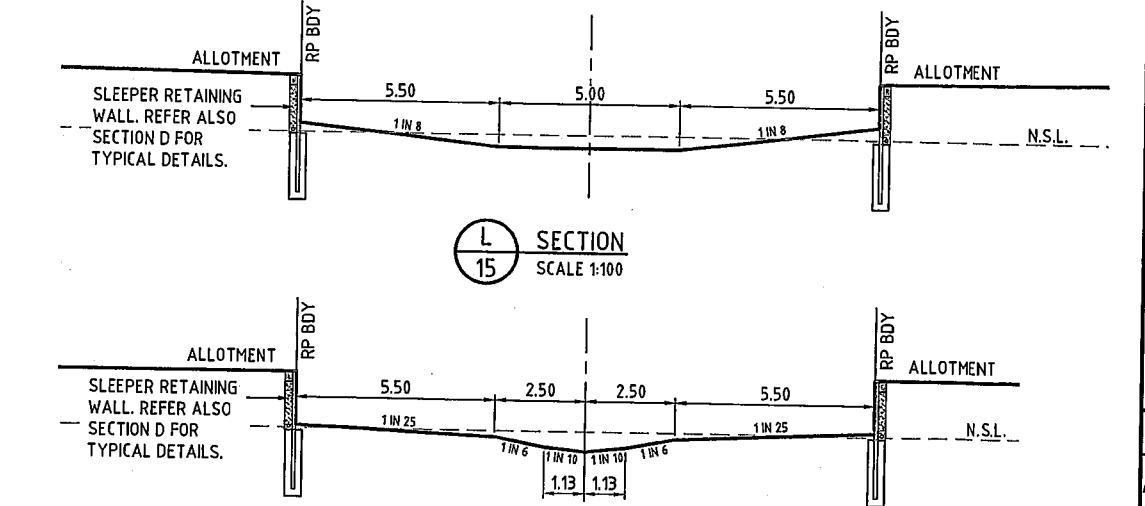 RP BDY
RP BDY
ALLOTMENT
ALLOTMENT
SLEEPER RETAINING
WALL. REFER ALSO
SECTION D FOR
TYPICAL DETAILS.
5.50
5.00
5.50
1 IN 8
1 IN 8
N.S.L.
L
15
SECTION
SCALE 1:100
RP BDY
RP BDY
ALLOTMENT
ALLOTMENT
SLEEPER RETAINING
WALL. REFER ALSO
SECTION D FOR
TYPICAL DETAILS.
5.50
2.50
2.50
5.50
1 IN 25
1 IN 25
N.S.L.
1 IN 6
1 IN 10
1 IN 10
1 IN 6
1.13
1.13